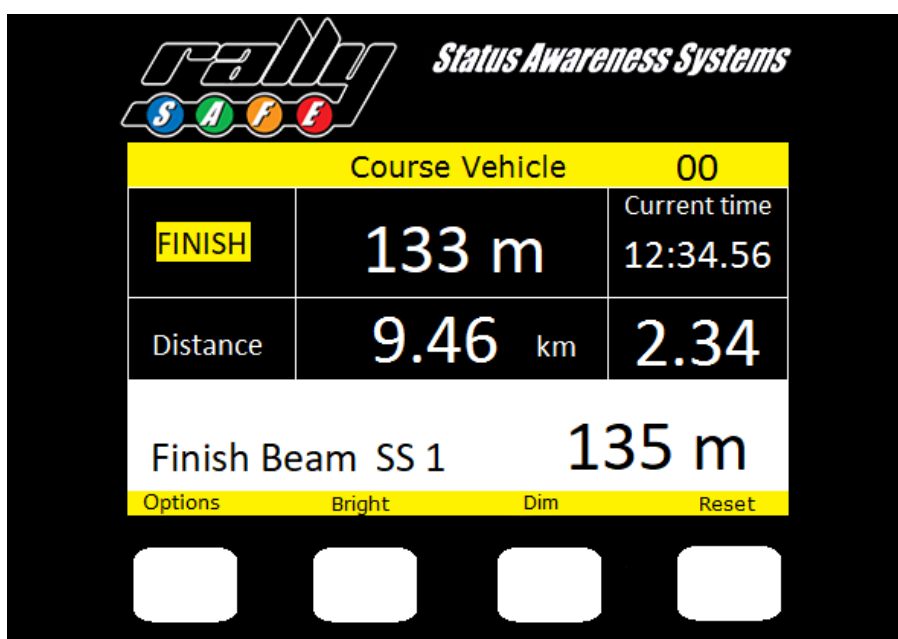 rally
Status Awareness Systems
S A F E
Course Vehicle 00
FINISH 133 m Current time
12:34.56
Distance 9.46 km 2.34
Finish Beam SS 1 135 m
Options Bright Dim Reset